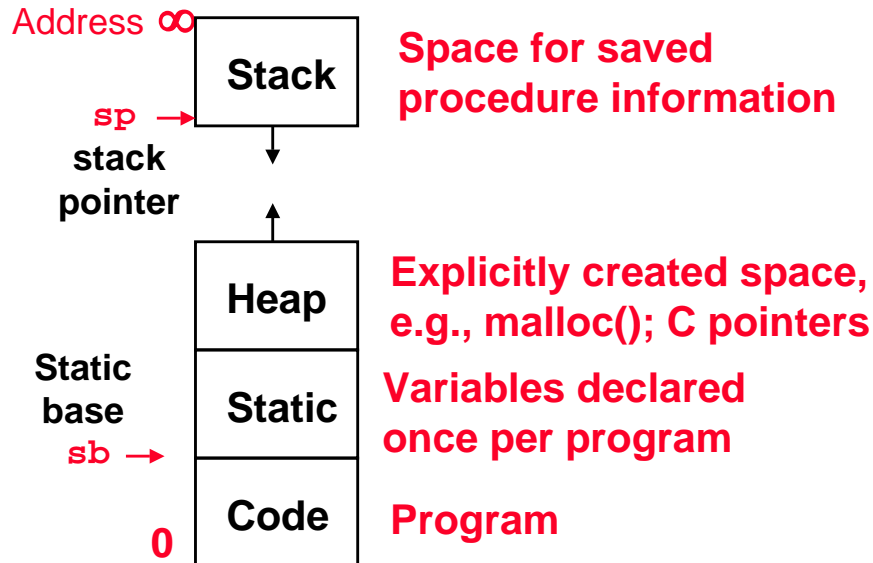 Address ∞
Stack
Space for saved
procedure information
sp
stack
pointer
Heap
Explicitly created space,
e.g., malloc(); C pointers
Static
base
sb
Static
Variables declared
once per program
Code
Program
0